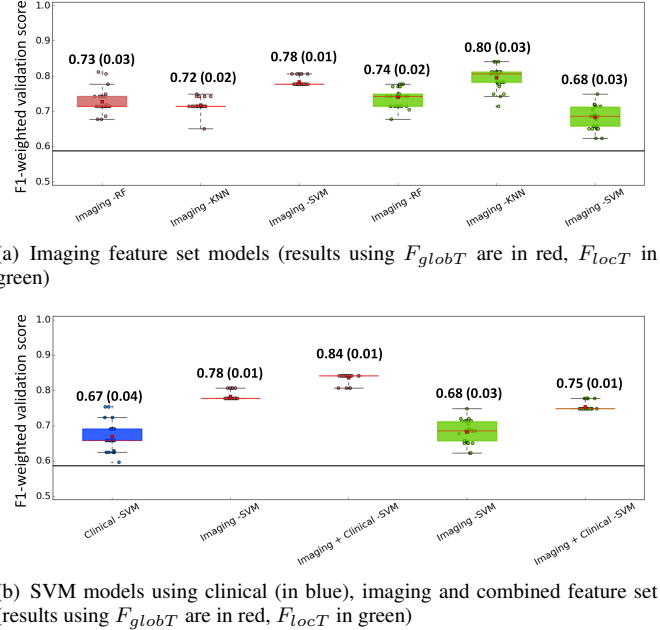 F1-weighted validation score
1.0
0.9
0.8
0.7
0.6
0.5
0.73 (0.03)
0.72 (0.02)
0.78 (0.01)
0.74 (0.02)
0.80 (0.03)
0.68 (0.03)
Imaging -RF
Imaging -KNN
Imaging -SVM
Imaging -RF
Imaging -KNN
Imaging -SVM
(a) Imaging feature set models (results using F_globT are in red, F_locT in
green)
F1-weighted validation score
1.0
0.9
0.8
0.7
0.6
0.5
0.67 (0.04)
0.78 (0.01)
0.84 (0.01)
0.68 (0.03)
0.75 (0.01)
Clinical -SVM
Imaging -SVM
Imaging + Clinical -SVM
Imaging -SVM
Imaging + Clinical -SVM
(b) SVM models using clinical (in blue), imaging and combined feature set
(results using F_globT are in red, F_locT in green)